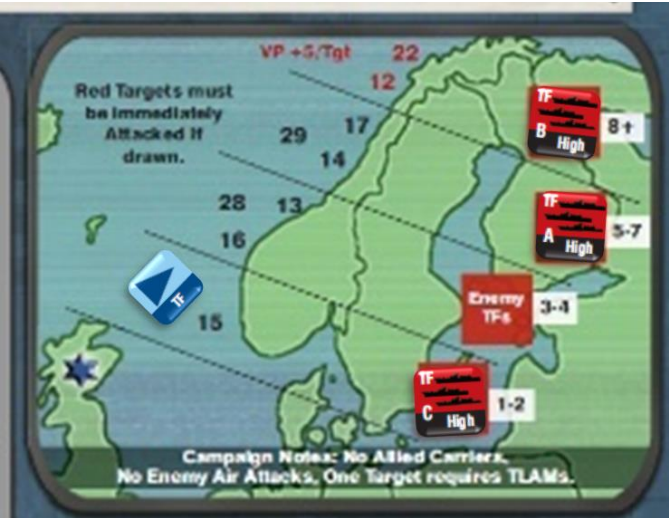 VP +5/Tgt 22
12
Red Targets must
be immediately
Attacked if
drawn.
17
29
14
TF
B High
8+
28 13
16
TF
A High
5-7
TF
15
Enemy
TFs
3-4
TF
C High
1-2
Campaign Notes: No Allied Carriers.
No Enemy Air Attacks, One Target requires TLAMs.